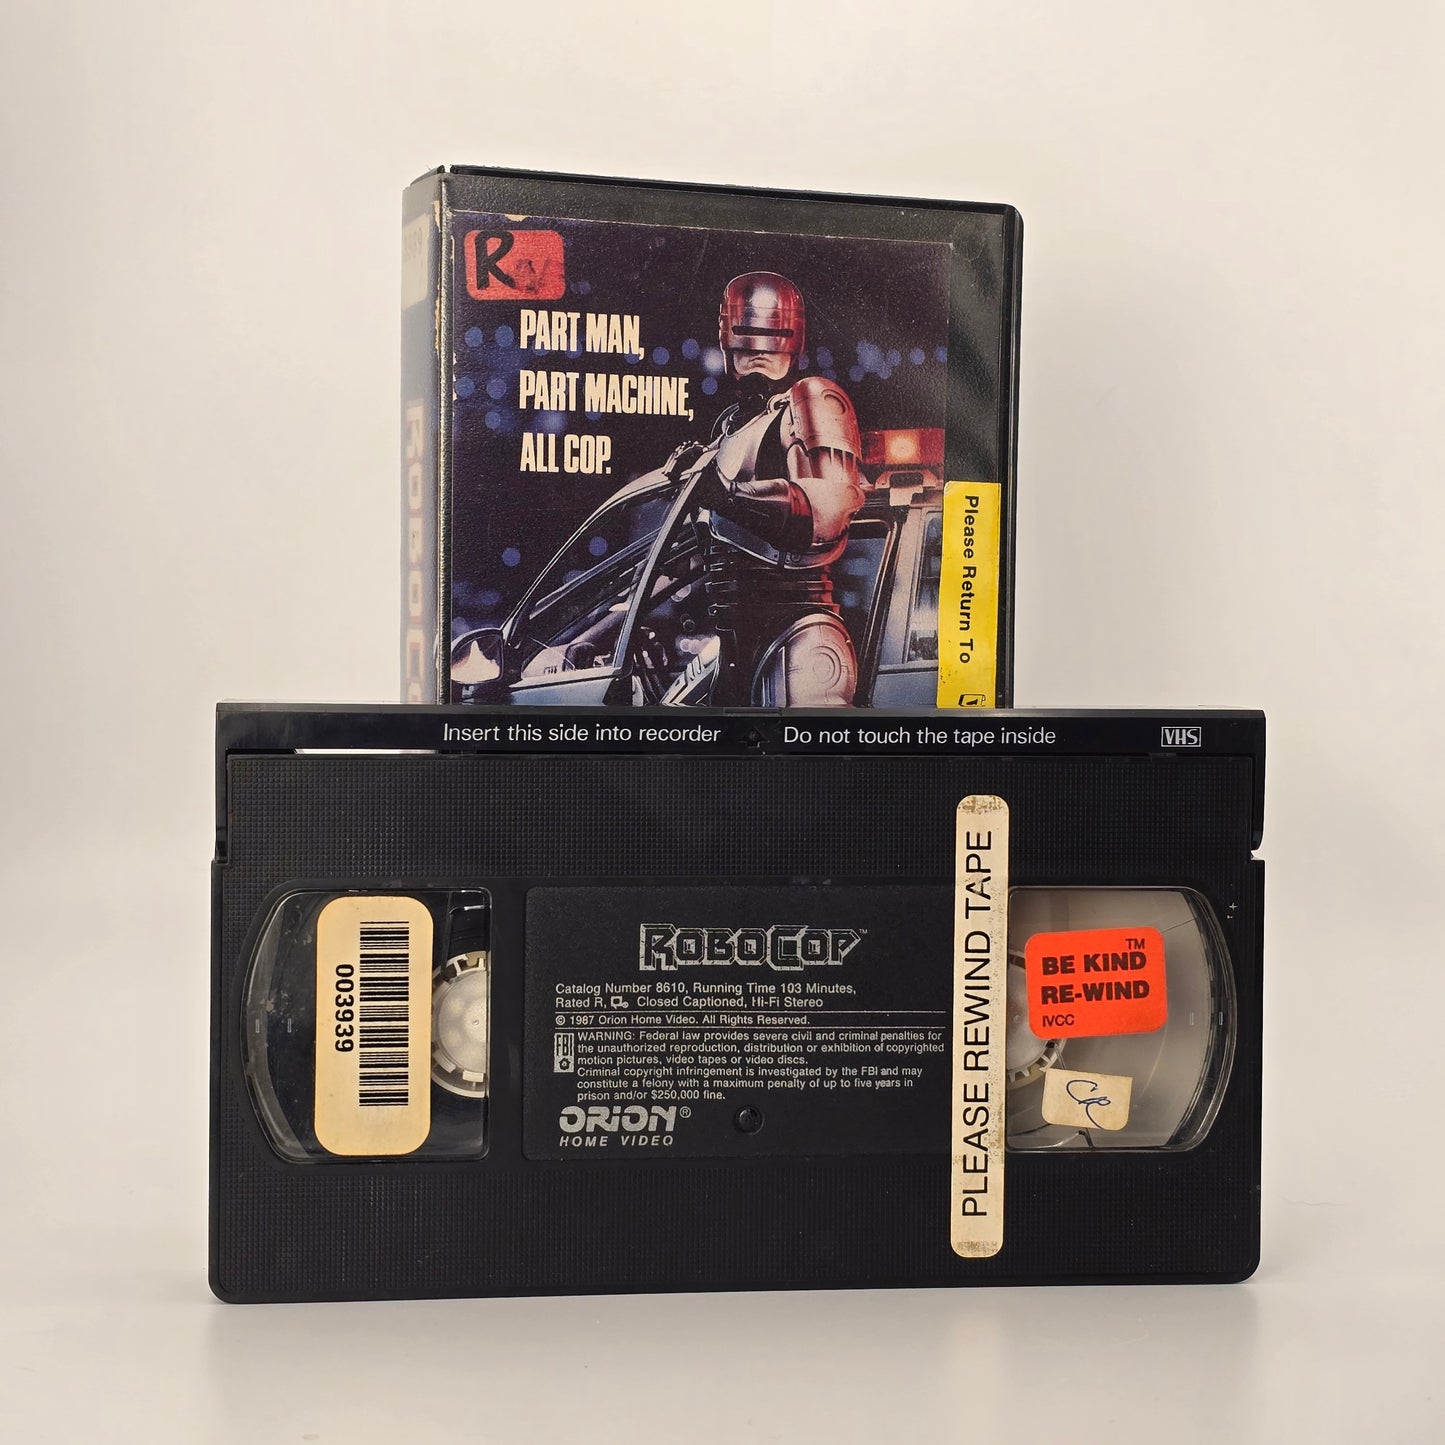 R
PART MAN,
PART MACHINE,
ALL COP.
Please Return To
ROBOC
Insert this side into recorder
Do not touch the tape inside
VHS
003939
ROBOCOP™
Catalog Number 8610, Running Time 103 Minutes,
Rated R, Closed Captioned, Hi-Fi Stereo
© 1987 Orion Home Video. All Rights Reserved.
FBI
WARNING: Federal law provides severe civil and criminal penalties for
the unauthorized reproduction, distribution or exhibition of copyrighted
motion pictures, video tapes or video discs.
Criminal copyright infringement is investigated by the FBI and may
constitute a felony with a maximum penalty of up to five years in
prison and/or $250,000 fine.
ORION®
HOME VIDEO
PLEASE REWIND TAPE
BE KIND™
RE-WIND
IVCC